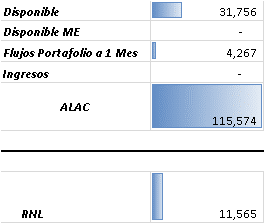 Disponible 31,756
Disponible ME -
Flujos Portafolio a 1 Mes 4,267
Ingresos -
ALAC 115,574
RNL 11,565